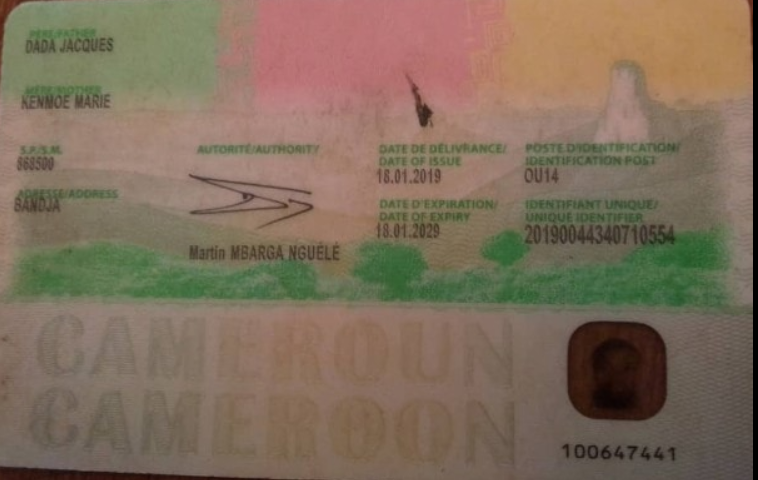 PÈRE/FATHER
DADA JACQUES
MÈRE/MOTHER
KENMOE MARIE
S.P./S.M.
868500
ADRESSE/ADDRESS
BANDJA
AUTORITÉ/AUTHORITY
Martin MBARGA NGUÉLÉ
DATE DE DÉLIVRANCE/
DATE OF ISSUE
18.01.2019
DATE D'EXPIRATION/
DATE OF EXPIRY
18.01.2029
POSTE D'IDENTIFICATION/
IDENTIFICATION POST
OU14
IDENTIFIANT UNIQUE/
UNIQUE IDENTIFIER
20190044340710554
CAMEROUN
CAMEROON
100647441